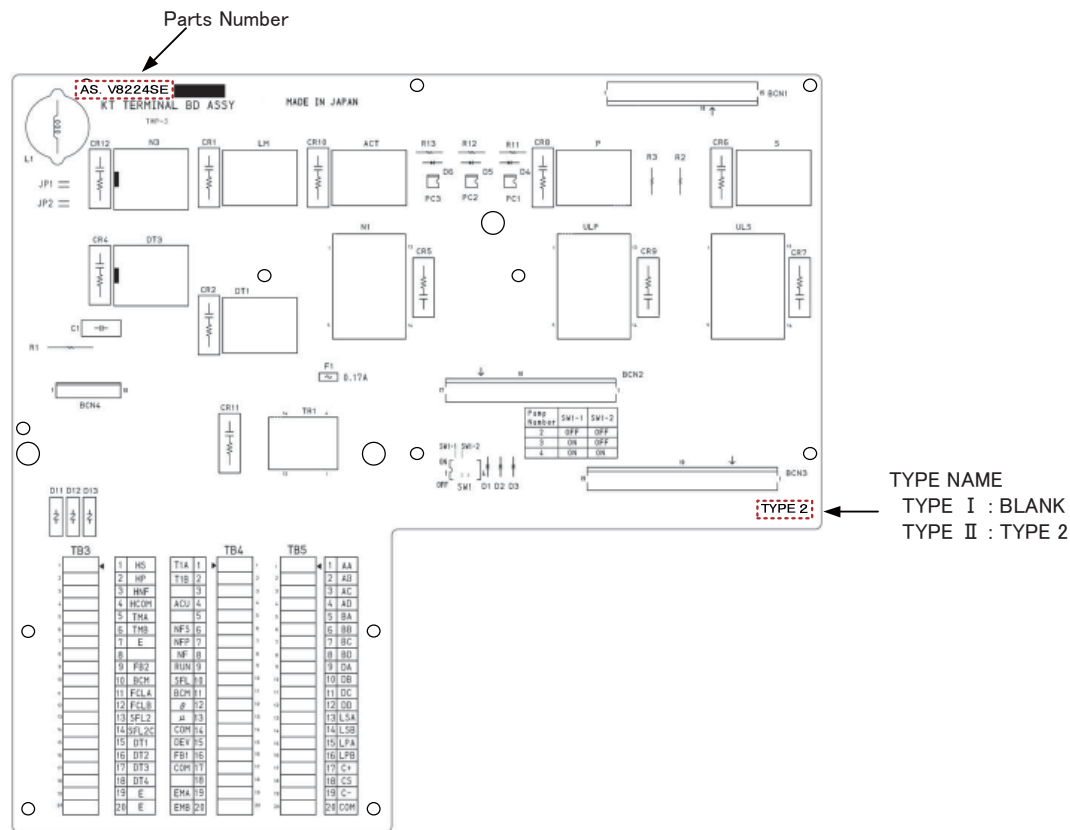 Parts Number
AS. V8224SE
KT TERMINAL BD ASSY
MADE IN JAPAN
BCN1
L1
CR12
N3
CR1
LM
CR10
ACT
R13
R12
R11
CR8
P
R3
R2
CR6
S
D6
D5
D4
PC3
PC2
PC1
JP1
JP2
CR4
DT3
N1
CR5
ULP
CR9
ULS
CR7
CR2
DT1
C1
R1
F1
0.17A
BCN4
BCN2
CR11
TR1
Pump Number SW1-1 SW1-2
2 OFF OFF
3 ON OFF
4 ON ON
SW1-1 SW1-2
ON
OFF
SW1
D1 D2 D3
BCN3
TYPE 2
TYPE NAME
TYPE Ⅰ : BLANK
TYPE Ⅱ : TYPE 2
D11 D12 D13
TB3
TB4
TB5
1 HS
2 HP
3 HNF
4 HCOM
5 TMA
6 TMB
7 E
8
9 FB2
10 BCM
11 FCLA
12 FCLB
13 SFL2
14 SFL2C
15 DT1
16 DT2
17 DT3
18 DT4
19 E
20 E
T1A 1
T1B 2
3
ACU 4
5
NFS 6
NFP 7
NF 8
RUN 9
SFL 10
BCM 11
β 12
μ 13
COM 14
DEV 15
FB1 16
COM 17
18
EMA 19
EMB 20
1 AA
2 AB
3 AC
4 AD
5 BA
6 BB
7 BC
8 BD
9 DA
10 DB
11 DC
12 DD
13 LSA
14 LSB
15 LPA
16 LPB
17 C+
18 CS
19 C-
20 COM